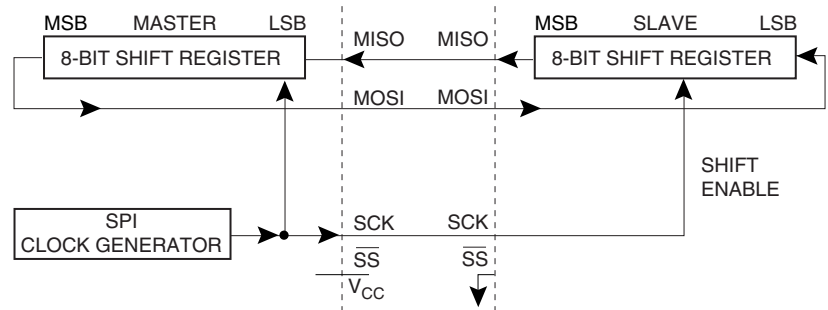 MSB MASTER LSB
MISO MISO
MSB SLAVE LSB
8-BIT SHIFT REGISTER
8-BIT SHIFT REGISTER
MOSI MOSI
SHIFT
ENABLE
SPI
CLOCK GENERATOR
SCK SCK
SS SS
VCC